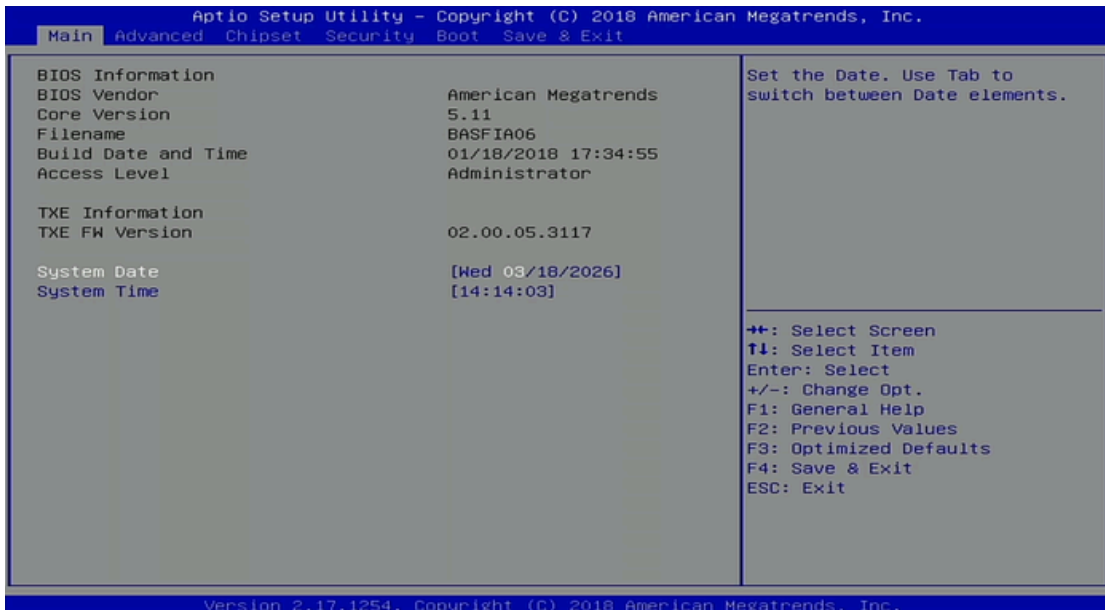 Aptio Setup Utility – Copyright (C) 2018 American Megatrends, Inc.
Main Advanced Chipset Security Boot Save & Exit
BIOS Information
BIOS Vendor American Megatrends
Core Version 5.11
Filename BASFIA06
Build Date and Time 01/18/2018 17:34:55
Access Level Administrator
TXE Information
TXE FW Version 02.00.05.3117
System Date [Wed 03/18/2026]
System Time [14:14:03]
Set the Date. Use Tab to
switch between Date elements.
→←: Select Screen
↑↓: Select Item
Enter: Select
+/-: Change Opt.
F1: General Help
F2: Previous Values
F3: Optimized Defaults
F4: Save & Exit
ESC: Exit
Version 2.17.1254. Copyright (C) 2018 American Megatrends, Inc.